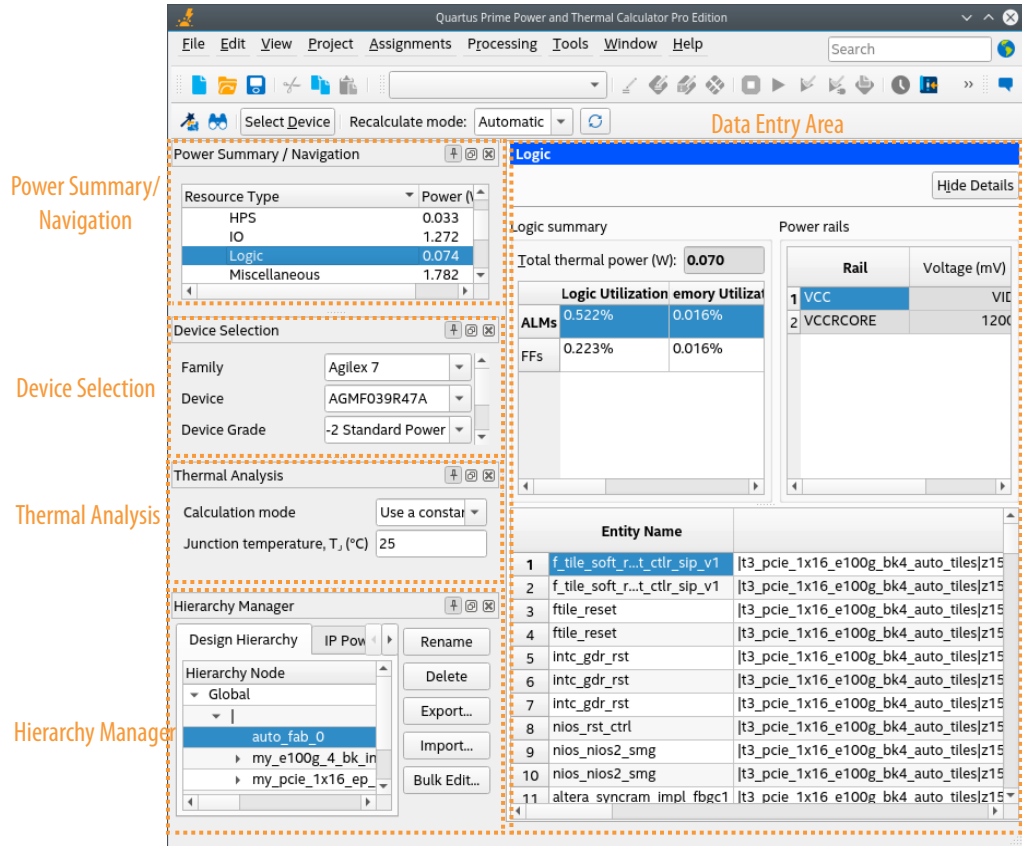 Quartus Prime Power and Thermal Calculator Pro Edition
File Edit View Project Assignments Processing Tools Window Help
Search
Select Device Recalculate mode: Automatic
Data Entry Area
Power Summary/
Navigation
Power Summary / Navigation
Resource Type Power (
HPS 0.033
IO 1.272
Logic 0.074
Miscellaneous 1.782
Device Selection
Device Selection
Family Agilex 7
Device AGMF039R47A
Device Grade -2 Standard Power
Thermal Analysis
Thermal Analysis
Calculation mode Use a constar
Junction temperature, TJ (°C) 25
Hierarchy Manager
Hierarchy Manager
Design Hierarchy IP Pow
Hierarchy Node
Global
|
auto_fab_0
my_e100g_4_bk_in
my_pcie_1x16_ep_
Rename
Delete
Export...
Import...
Bulk Edit...
Logic
Hide Details
Logic summary
Total thermal power (W): 0.070
Logic Utilization emory Utilizat
ALMs 0.522% 0.016%
FFs 0.223% 0.016%
Power rails
Rail Voltage (mV)
1 VCC VID
2 VCCRCORE 1200
Entity Name
1 f_tile_soft_r...t_ctlr_sip_v1 |t3_pcie_1x16_e100g_bk4_auto_tiles|z15
2 f_tile_soft_r...t_ctlr_sip_v1 |t3_pcie_1x16_e100g_bk4_auto_tiles|z15
3 ftile_reset |t3_pcie_1x16_e100g_bk4_auto_tiles|z15
4 ftile_reset |t3_pcie_1x16_e100g_bk4_auto_tiles|z15
5 intc_gdr_rst |t3_pcie_1x16_e100g_bk4_auto_tiles|z15
6 intc_gdr_rst |t3_pcie_1x16_e100g_bk4_auto_tiles|z15
7 intc_gdr_rst |t3_pcie_1x16_e100g_bk4_auto_tiles|z15
8 nios_rst_ctrl |t3_pcie_1x16_e100g_bk4_auto_tiles|z15
9 nios_nios2_smg |t3_pcie_1x16_e100g_bk4_auto_tiles|z15
10 nios_nios2_smg |t3_pcie_1x16_e100g_bk4_auto_tiles|z15
11 altera_syncram_impl_fbgc1 |t3_pcie_1x16_e100g_bk4_auto_tiles|z15